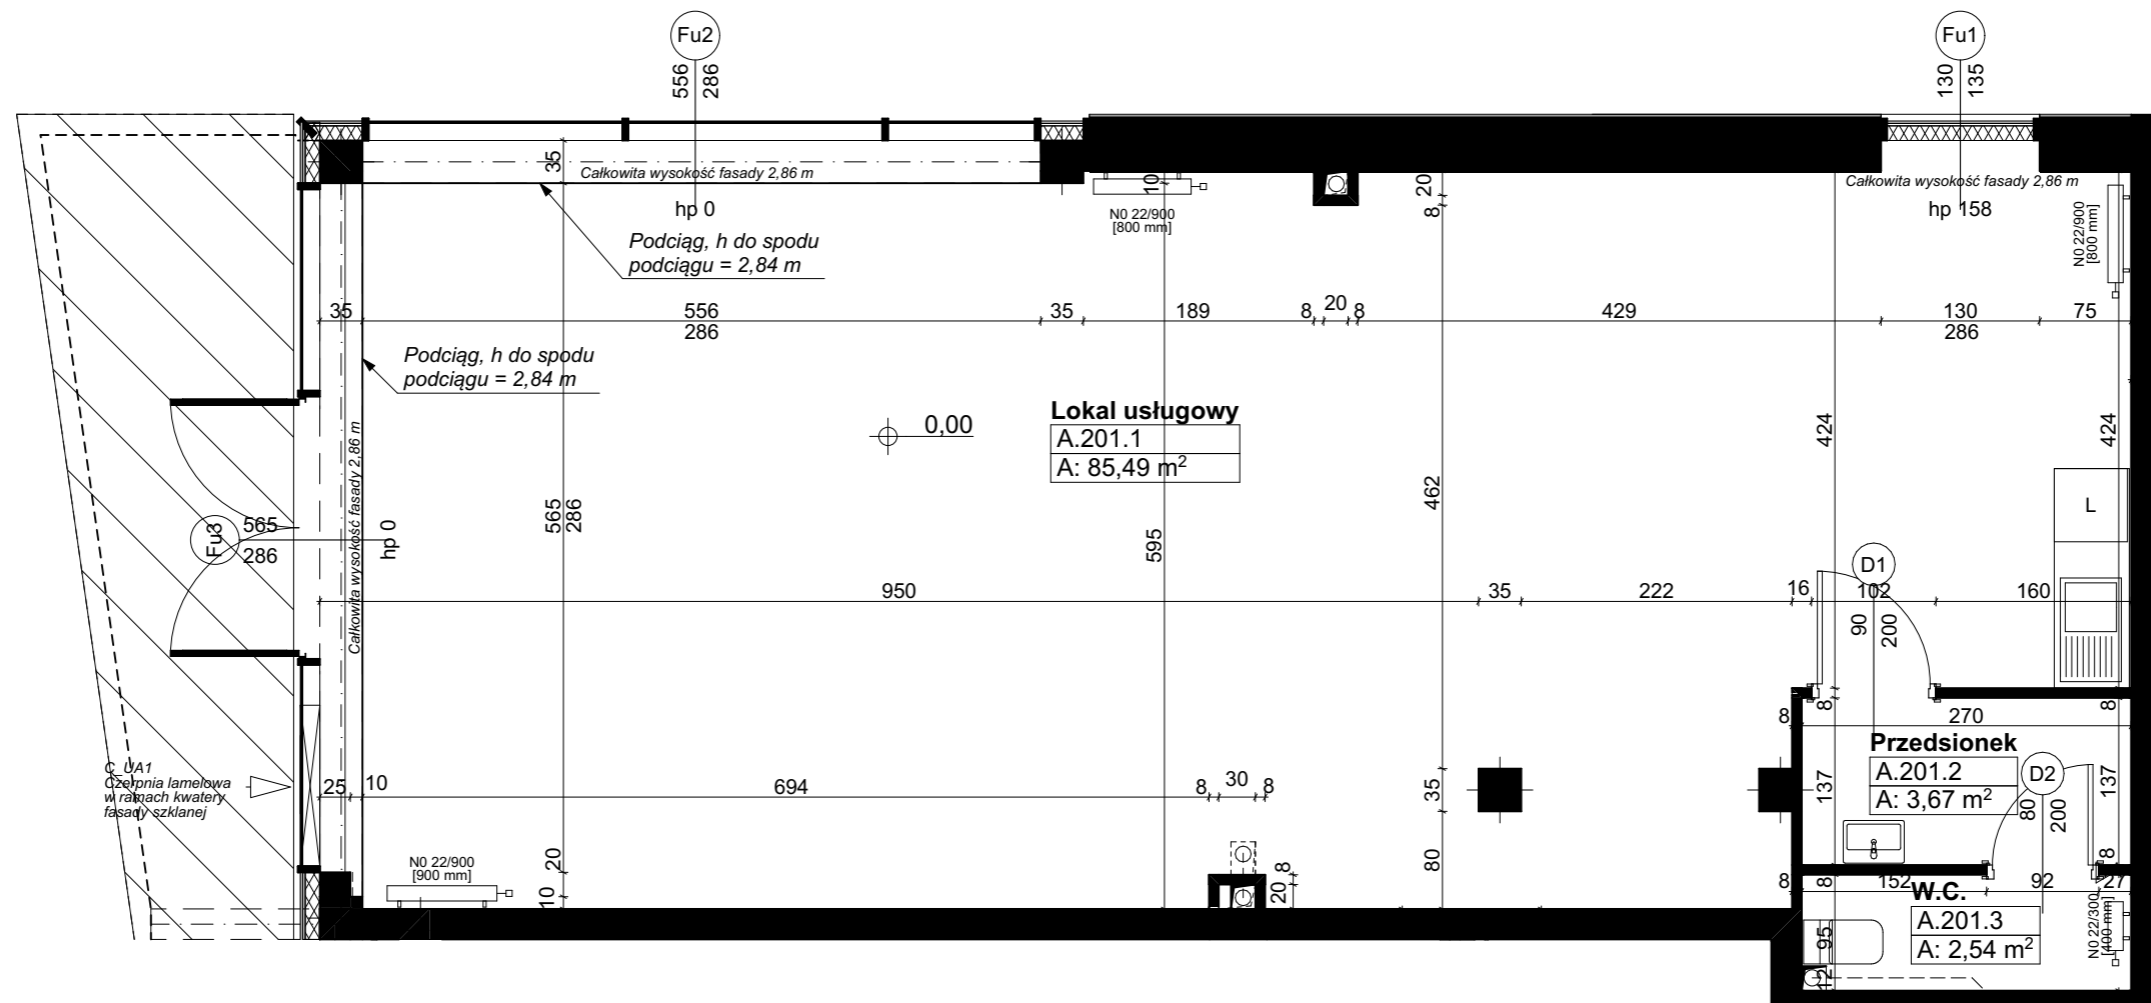 Fu2
556
286
Fu1
130
135
35
Całkowita wysokość fasady 2,86 m
hp 0
Podciąg, h do spodu
podciągu = 2,84 m
10
N0 22/900
[800 mm]
20
8
Całkowita wysokość fasady 2,86 m
hp 158
N0 22/900
[800 mm]
35
556
286
35
189
8
20
8
429
130
286
75
Podciąg, h do spodu
podciągu = 2,84 m
Całkowita wysokość fasady 2,86 m
0,00
Lokal usługowy
A.201.1
A: 85,49 m²
424
424
462
L
Fu3
565
286
hp 0
565
286
595
D1
950
35
222
16
102
160
90
200
8
8
8
270
Przedsionek
A.201.2
A: 3,67 m²
D2
137
137
80
200
C_UA1
Czerpnia lamelowa
w ramach kwatery
fasady szklanej
25
10
694
8
30
8
35
80
20
10
N0 22/900
[900 mm]
8
20
8
8
8
152
92
27
W.C.
A.201.3
A: 2,54 m²
95
12
N0 22/300
[400 mm]